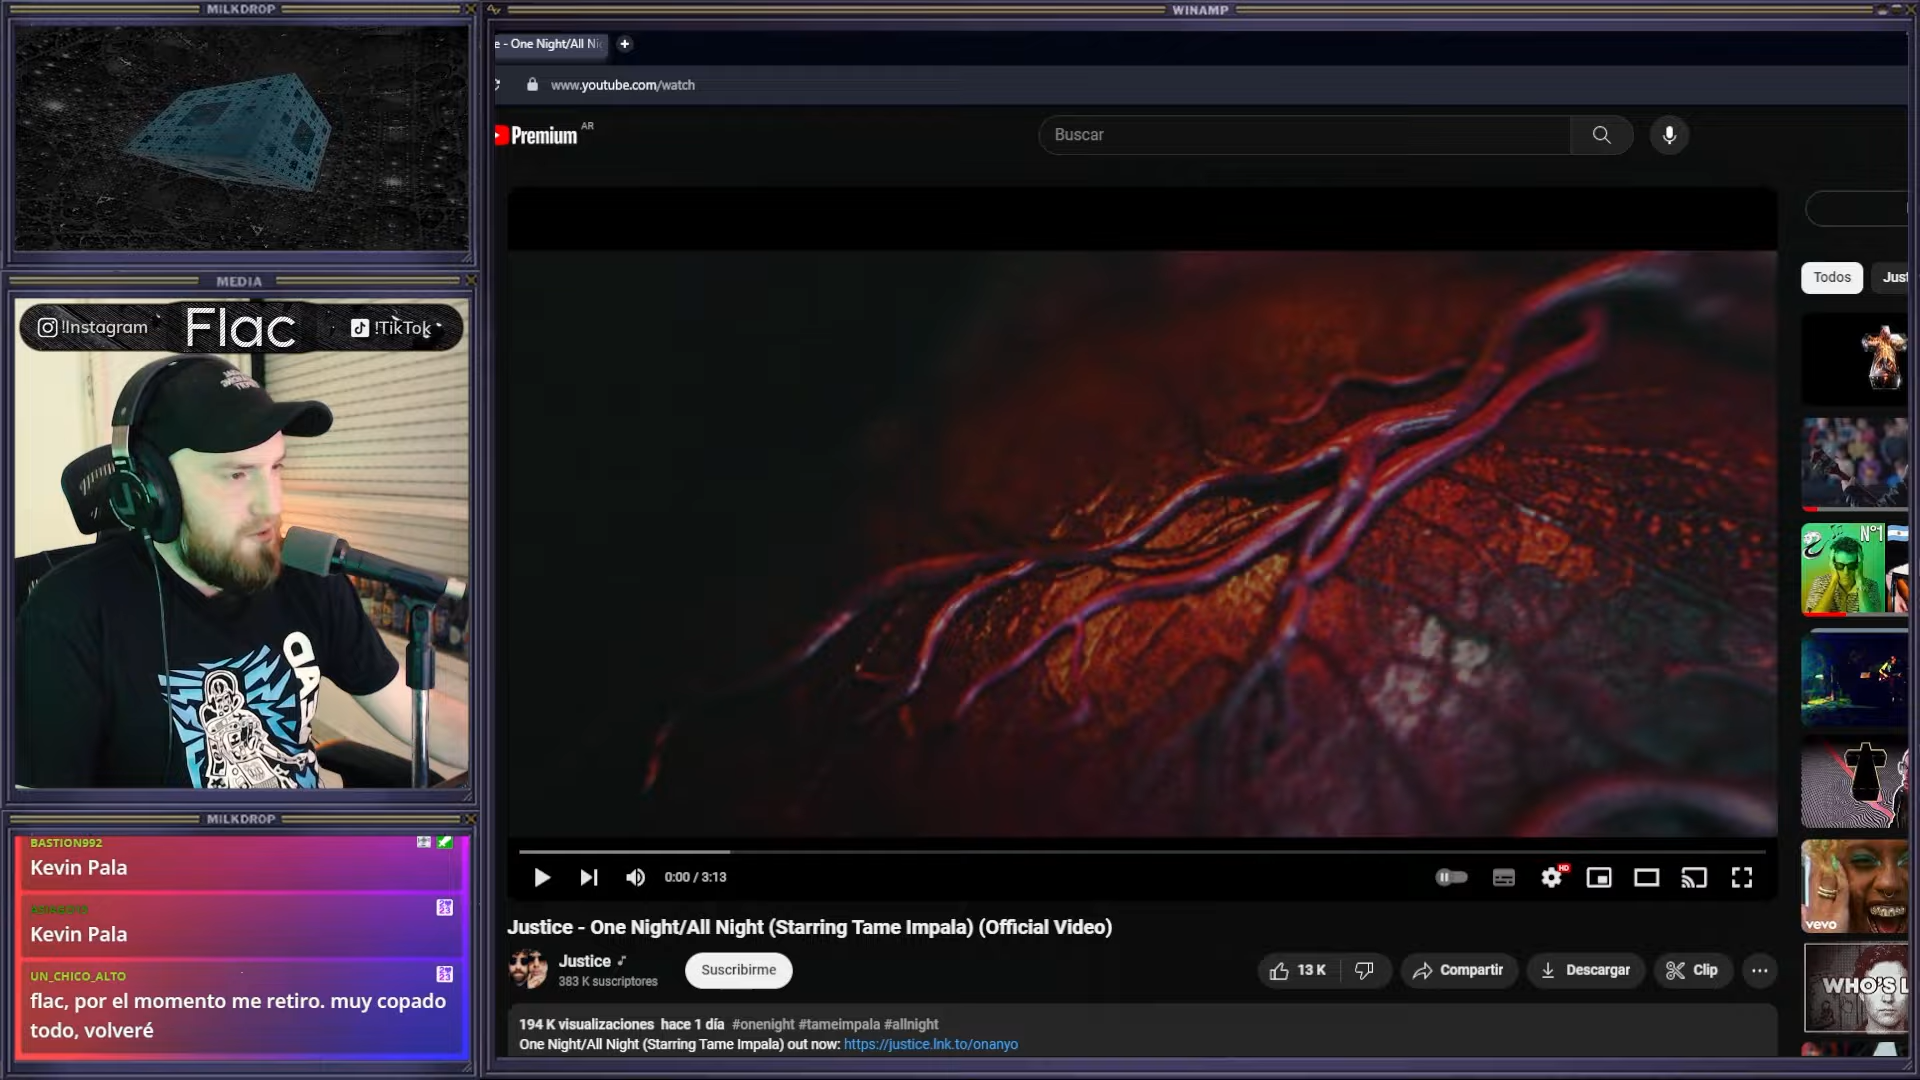 MILKDROP
MEDIA
!Instagram
Flac
!TikTok
MILKDROP
BASTION992
Kevin Pala
Kevin Pala
UN_CHICO_ALTO
flac, por el momento me retiro. muy copado
todo, volveré
WINAMP
e - One Night/All Ni
www.youtube.com/watch
Premium AR
Buscar
0:00 / 3:13
HD
Justice - One Night/All Night (Starring Tame Impala) (Official Video)
Justice
383 K suscriptores
Suscribirme
13 K
Compartir
Descargar
Clip
194 K visualizaciones hace 1 día #onenight #tameimpala #allnight
One Night/All Night (Starring Tame Impala) out now: https://justice.lnk.to/onanyo
Todos
Just
N°1
vevo
WHO'S L